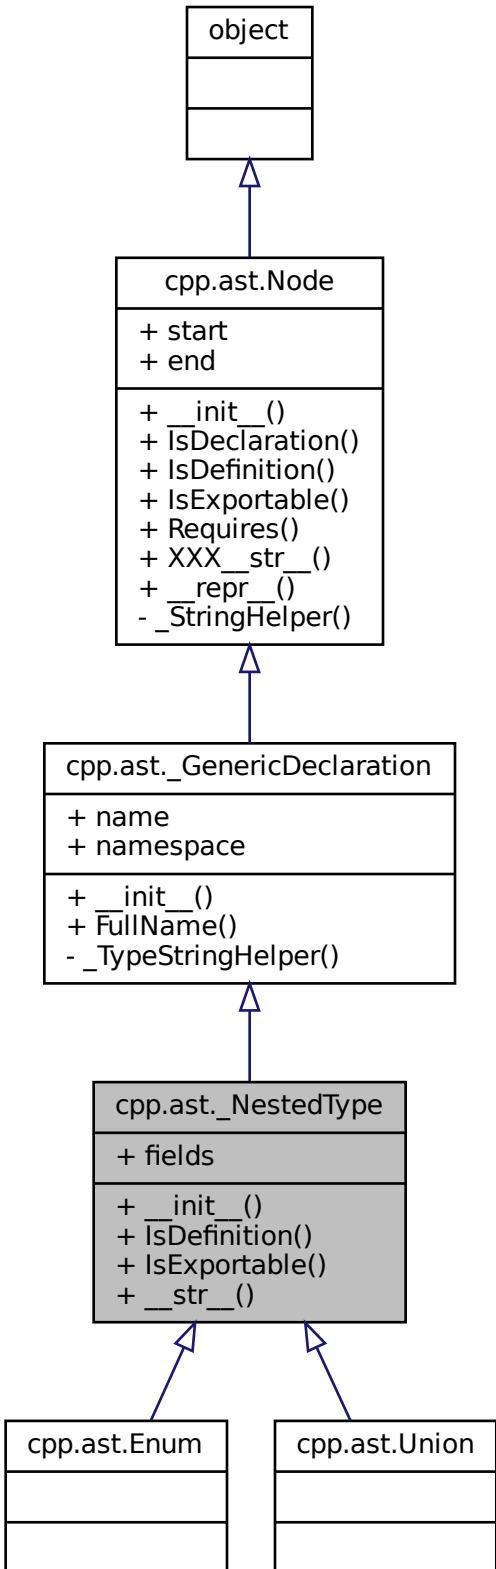 object
cpp.ast.Node
+ start
+ end
+ __init__()
+ IsDeclaration()
+ IsDefinition()
+ IsExportable()
+ Requires()
+ XXX__str__()
+ __repr__()
- _StringHelper()
cpp.ast._GenericDeclaration
+ name
+ namespace
+ __init__()
+ FullName()
- _TypeStringHelper()
cpp.ast._NestedType
+ fields
+ __init__()
+ IsDefinition()
+ IsExportable()
+ __str__()
cpp.ast.Enum
cpp.ast.Union